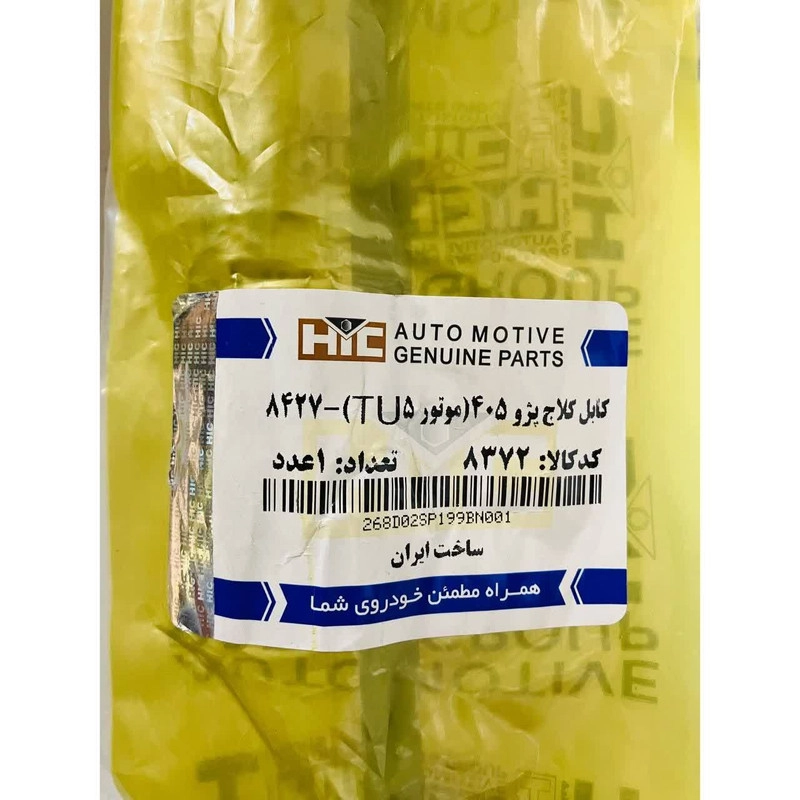 HIC AUTO MOTIVE
GENUINE PARTS
کابل کلاچ پژو ۴۰۵(موتور TU۵)-۸۴۲۷
کدکالا: ۸۳۷۲ تعداد: ۱عدد
268D02SP199BN001
ساخت ایران
همراه مطمئن خودروی شما